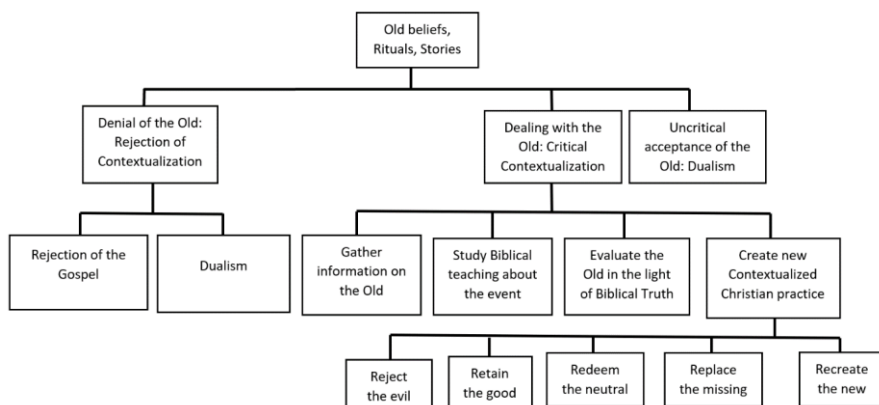 Old beliefs,
Rituals, Stories
Denial of the Old:
Rejection of
Contextualization
Dealing with the
Old: Critical
Contextualization
Uncritical
acceptance of the
Old: Dualism
Rejection of the
Gospel
Dualism
Gather
information on
the Old
Study Biblical
teaching about
the event
Evaluate the
Old in the light
of Biblical Truth
Create new
Contextualized
Christian practice
Reject
the evil
Retain
the good
Redeem
the neutral
Replace
the missing
Recreate
the new